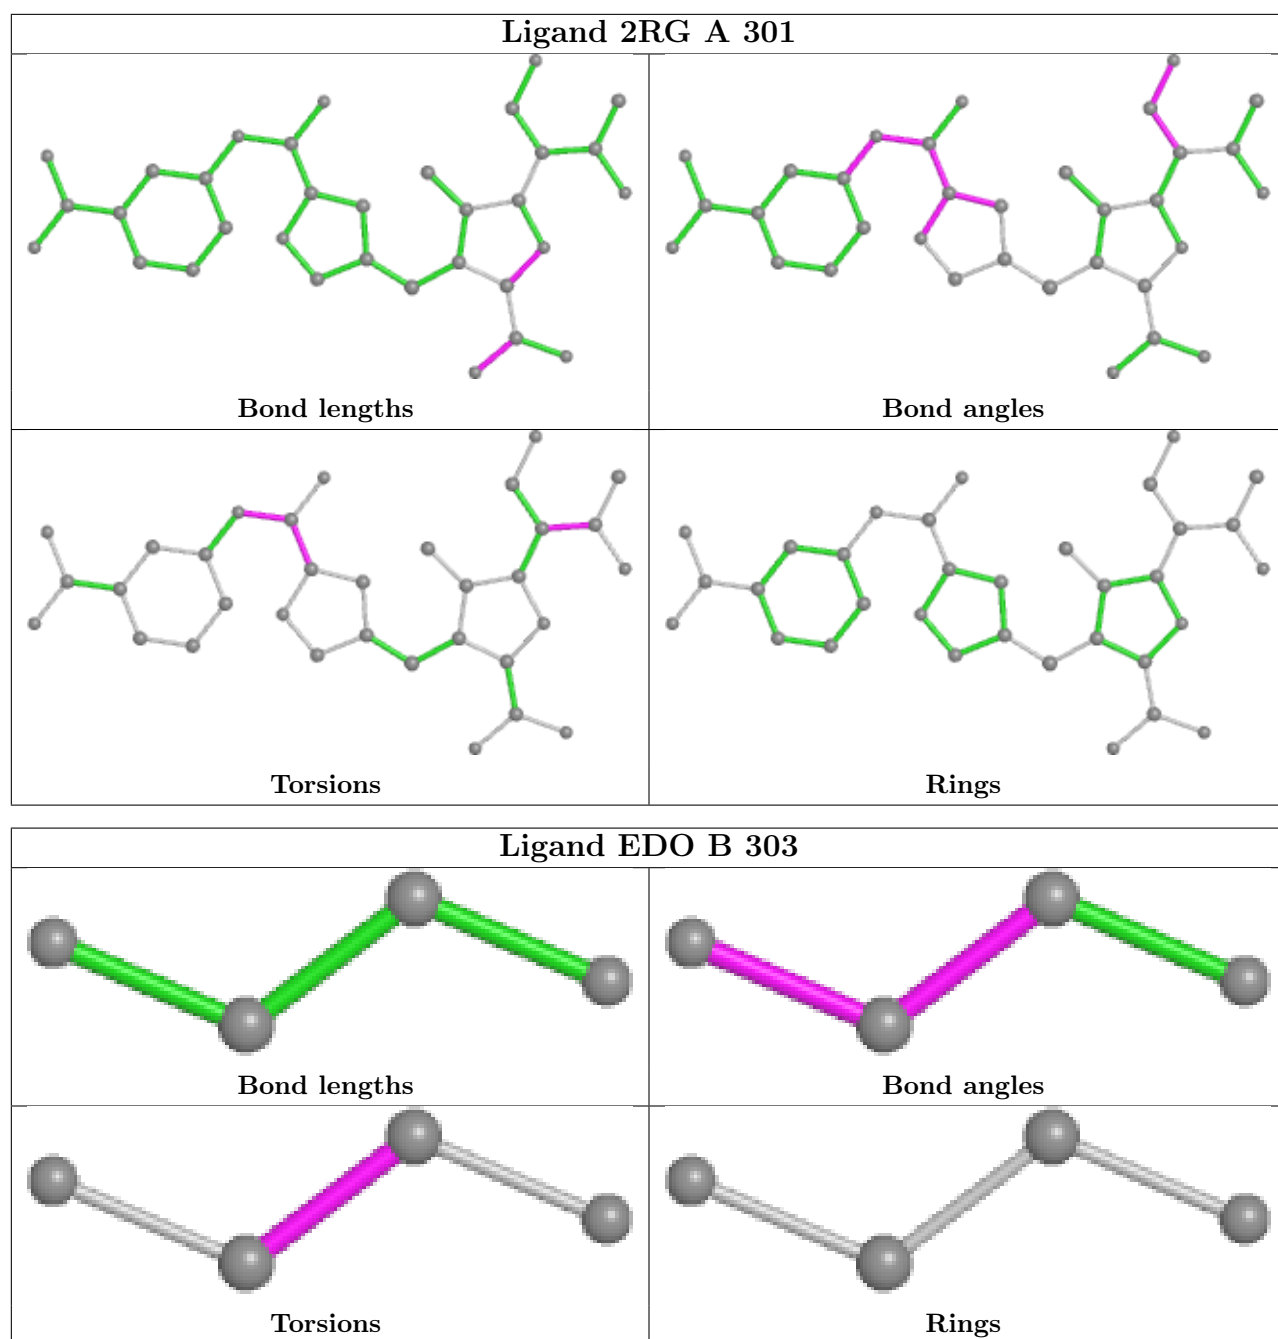 Ligand 2RG A 301
Bond lengths
Bond angles
Torsions
Rings
Ligand EDO B 303
Bond lengths
Bond angles
Torsions
Rings